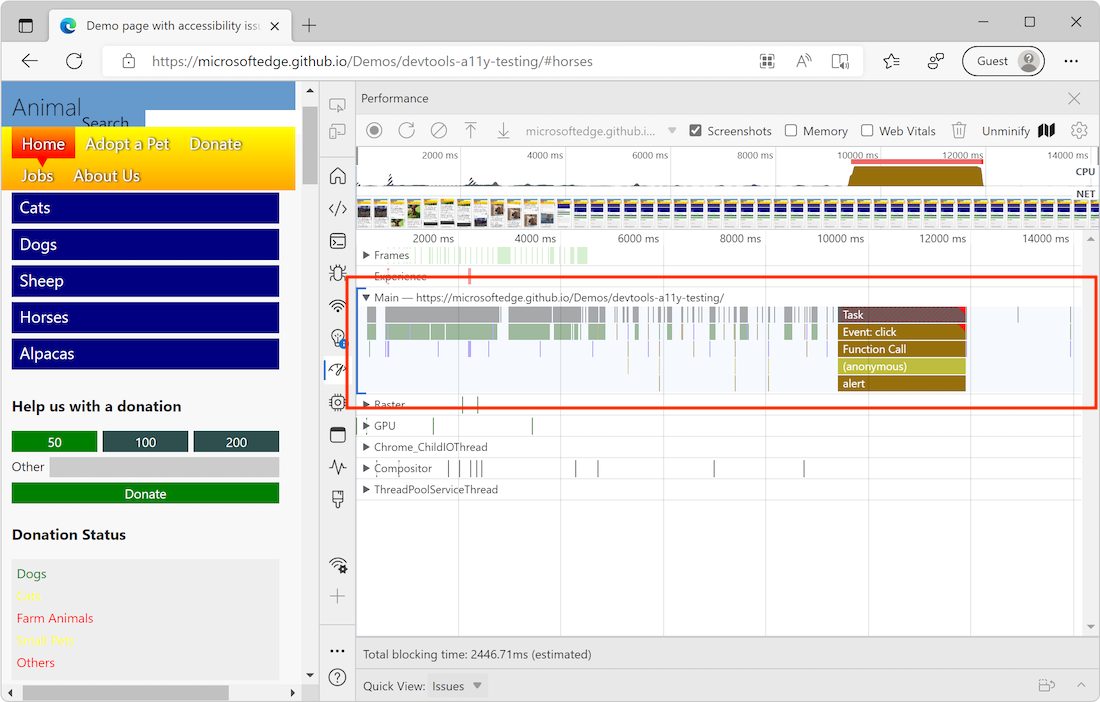 Demo page with accessibility issu
https://microsoftedge.github.io/Demos/devtools-a11y-testing/#horses
Guest
Animal
Search
Home Adopt a Pet Donate
Jobs About Us
Cats
Dogs
Sheep
Horses
Alpacas
Help us with a donation
50 100 200
Other
Donate
Donation Status
Dogs
Cats
Farm Animals
Small Pets
Others
Performance
microsoftedge.github.i... Screenshots Memory Web Vitals Unminify
2000 ms 4000 ms 6000 ms 8000 ms 10000 ms 12000 ms 14000 ms
CPU
NET
2000 ms 4000 ms 6000 ms 8000 ms 10000 ms 12000 ms 14000 ms
Frames
Experience
Main — https://microsoftedge.github.io/Demos/devtools-a11y-testing/
Task
Event: click
Function Call
(anonymous)
alert
Raster
GPU
Chrome_ChildIOThread
Compositor
ThreadPoolServiceThread
Total blocking time: 2446.71ms (estimated)
Quick View: Issues